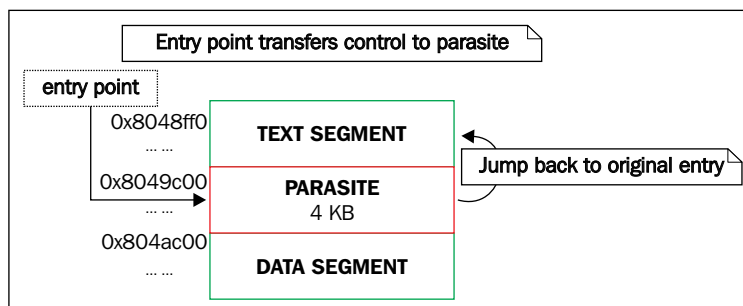 Entry point transfers control to parasite
entry point
0x8048ff0
... ...
TEXT SEGMENT
Jump back to original entry
0x8049c00
... ...
PARASITE
4 KB
0x804ac00
... ...
DATA SEGMENT